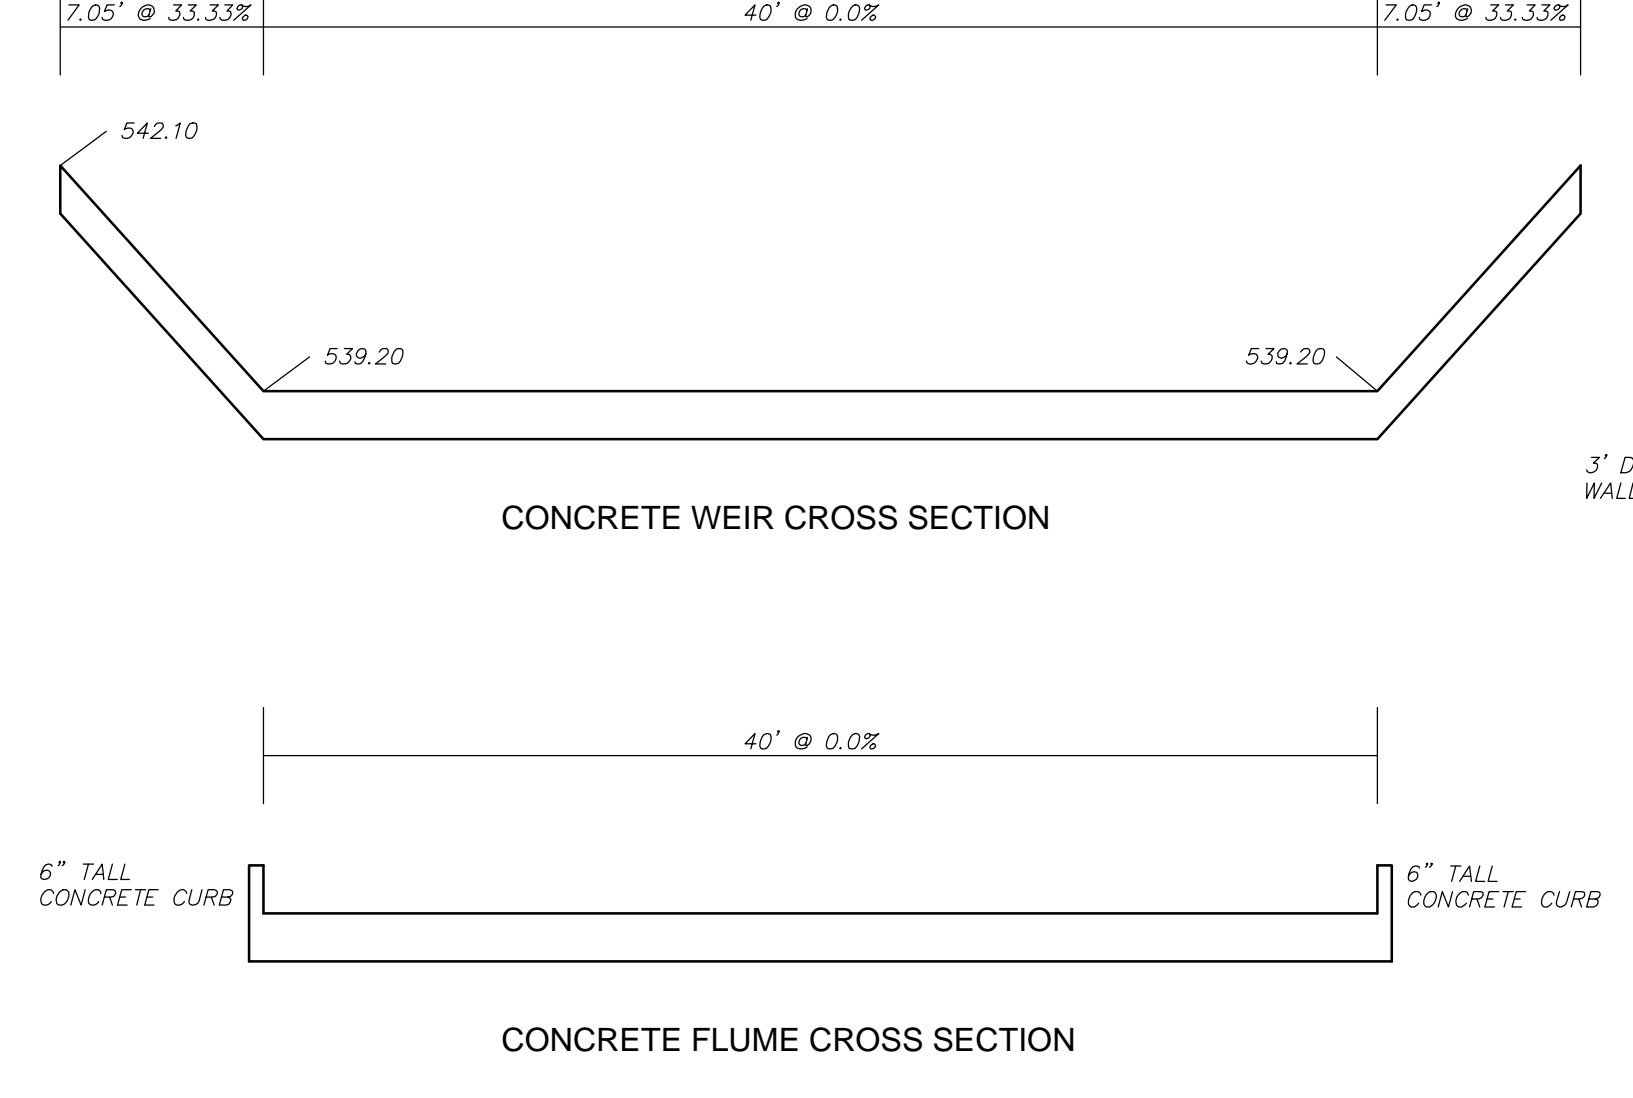 7.05' @ 33.33%
40' @ 0.0%
7.05' @ 33.33%
542.10
539.20
539.20
3' D
WALL
CONCRETE WEIR CROSS SECTION
40' @ 0.0%
6" TALL
CONCRETE CURB
6" TALL
CONCRETE CURB
CONCRETE FLUME CROSS SECTION